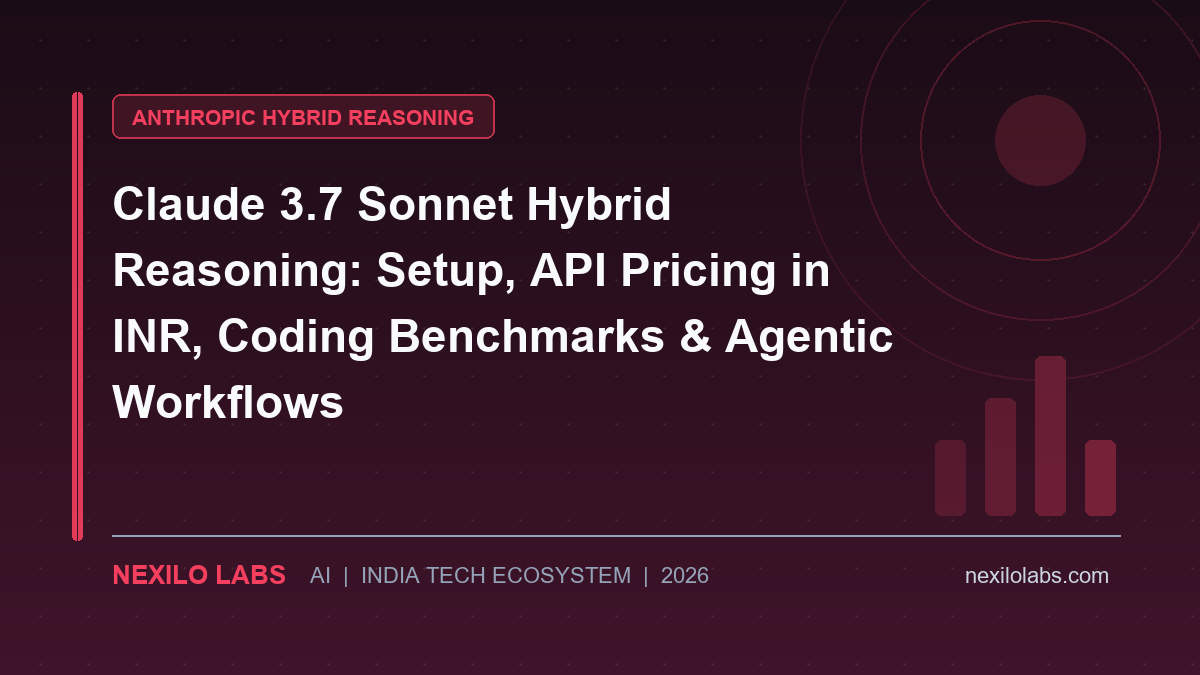 ANTHROPIC HYBRID REASONING
Claude 3.7 Sonnet Hybrid
Reasoning: Setup, API Pricing in
INR, Coding Benchmarks & Agentic
Workflows
NEXILO LABS AI | INDIA TECH ECOSYSTEM | 2026 nexilolabs.com